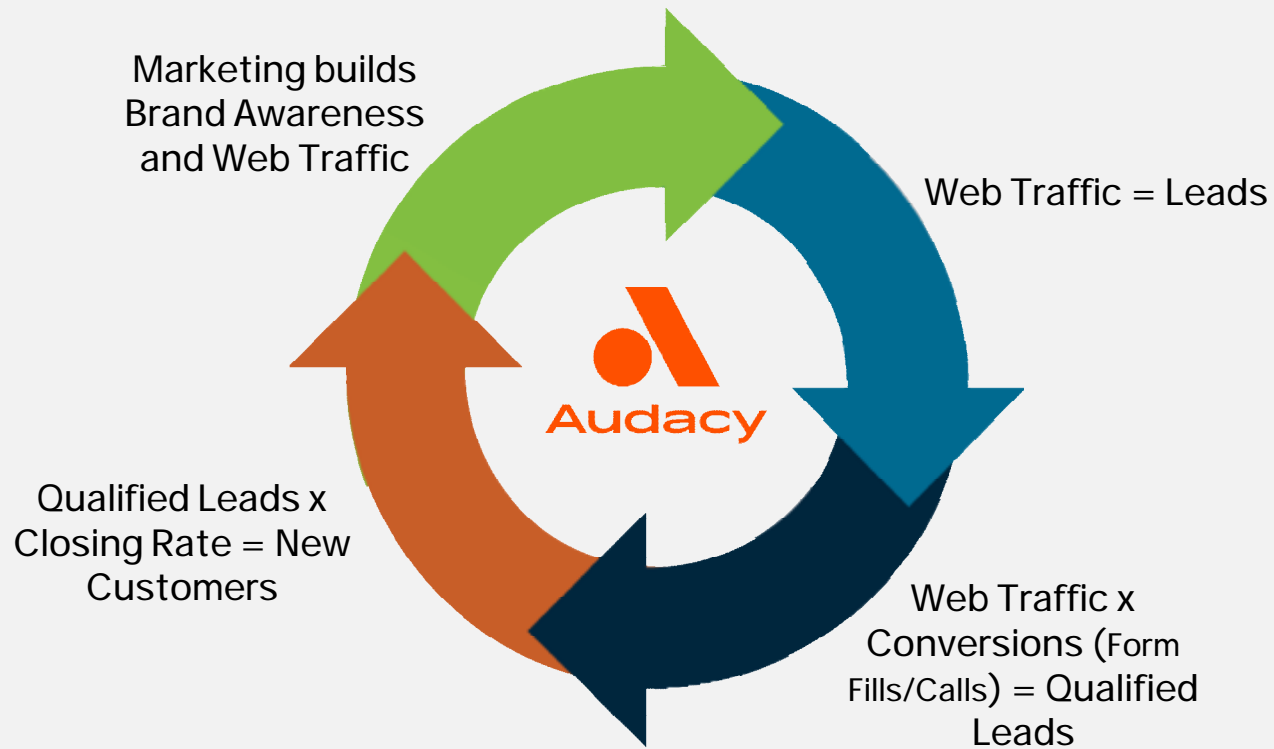 Marketing builds
Brand Awareness
and Web Traffic
Web Traffic = Leads
Audacy
Qualified Leads x
Closing Rate = New
Customers
Web Traffic x
Conversions (Form
Fills/Calls) = Qualified
Leads